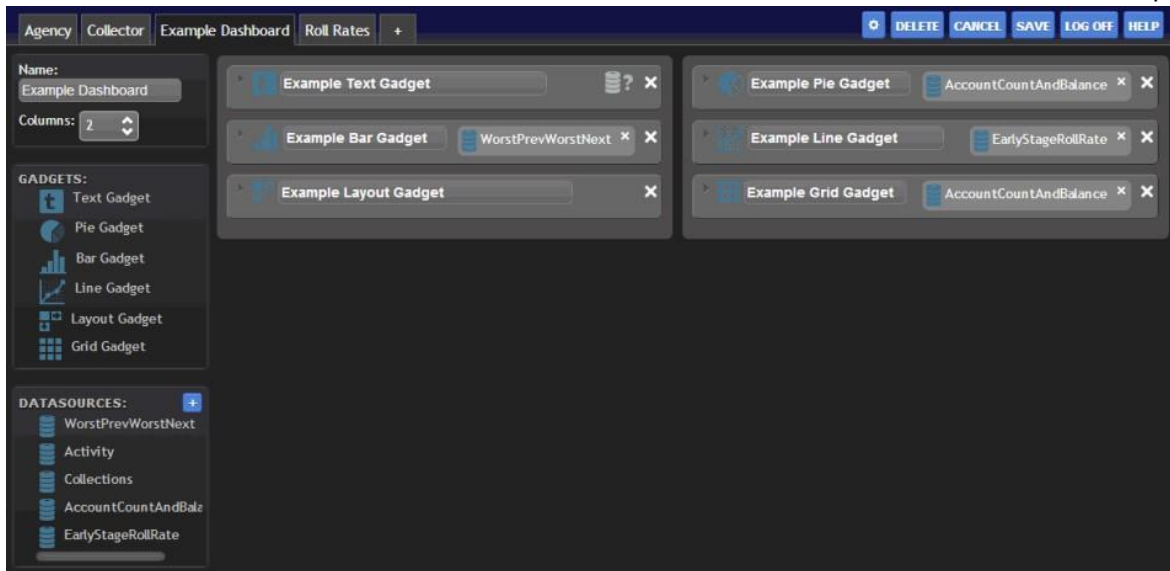 Agency Collector Example Dashboard Roll Rates +
DELETE CANCEL SAVE LOG OFF HELP
Name:
Example Dashboard
Columns: 2
GADGETS:
Text Gadget
Pie Gadget
Bar Gadget
Line Gadget
Layout Gadget
Grid Gadget
DATASOURCES: +
WorstPrevWorstNext
Activity
Collections
AccountCountAndBala
EarlyStageRollRate
Example Text Gadget ? ×
Example Bar Gadget WorstPrevWorstNext × ×
Example Layout Gadget ×
Example Pie Gadget AccountCountAndBalance × ×
Example Line Gadget EarlyStageRollRate × ×
Example Grid Gadget AccountCountAndBalance × ×